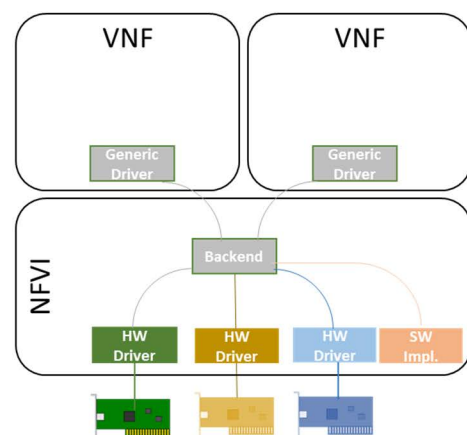 VNF
VNF
Generic
Driver
Generic
Driver
NFVI
Backend
HW
Driver
HW
Driver
HW
Driver
SW
Impl.